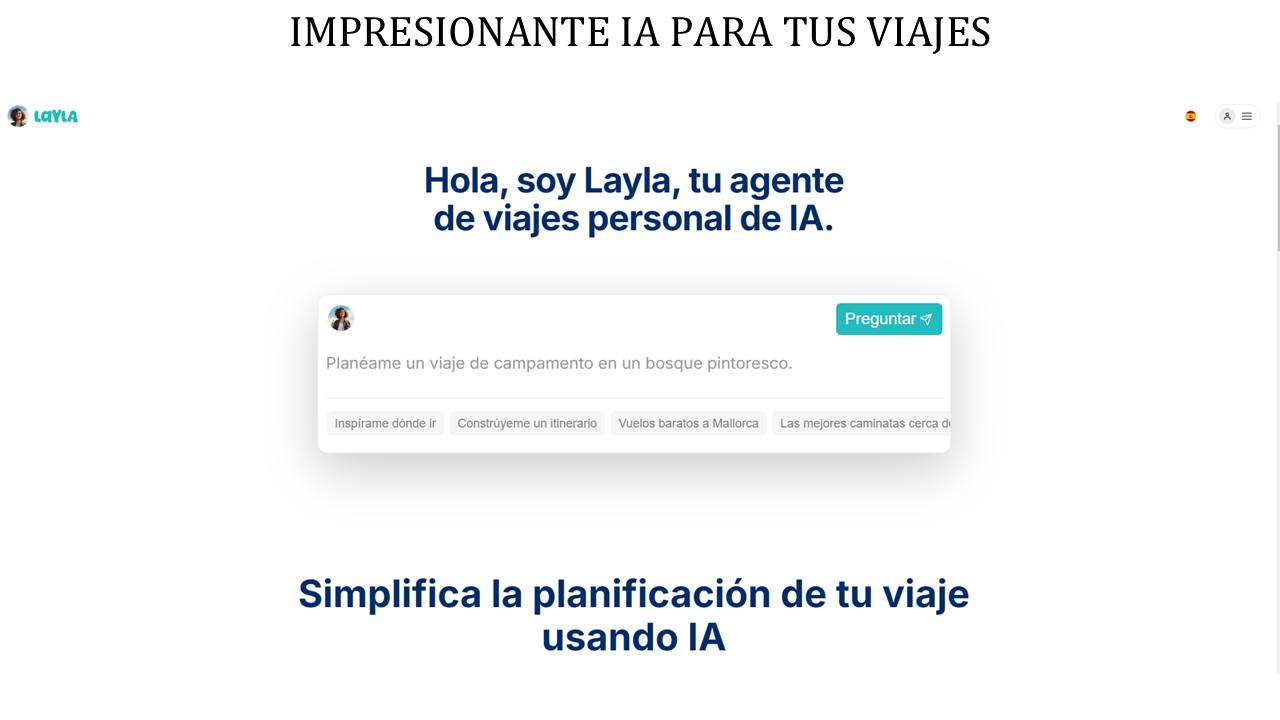 IMPRESIONANTE IA PARA TUS VIAJES
LAYLA
Hola, soy Layla, tu agente
de viajes personal de IA.
Preguntar
Planéame un viaje de campamento en un bosque pintoresco.
Inspírame dónde ir
Constrúyeme un itinerario
Vuelos baratos a Mallorca
Las mejores caminatas cerca
Simplifica la planificación de tu viaje
usando IA